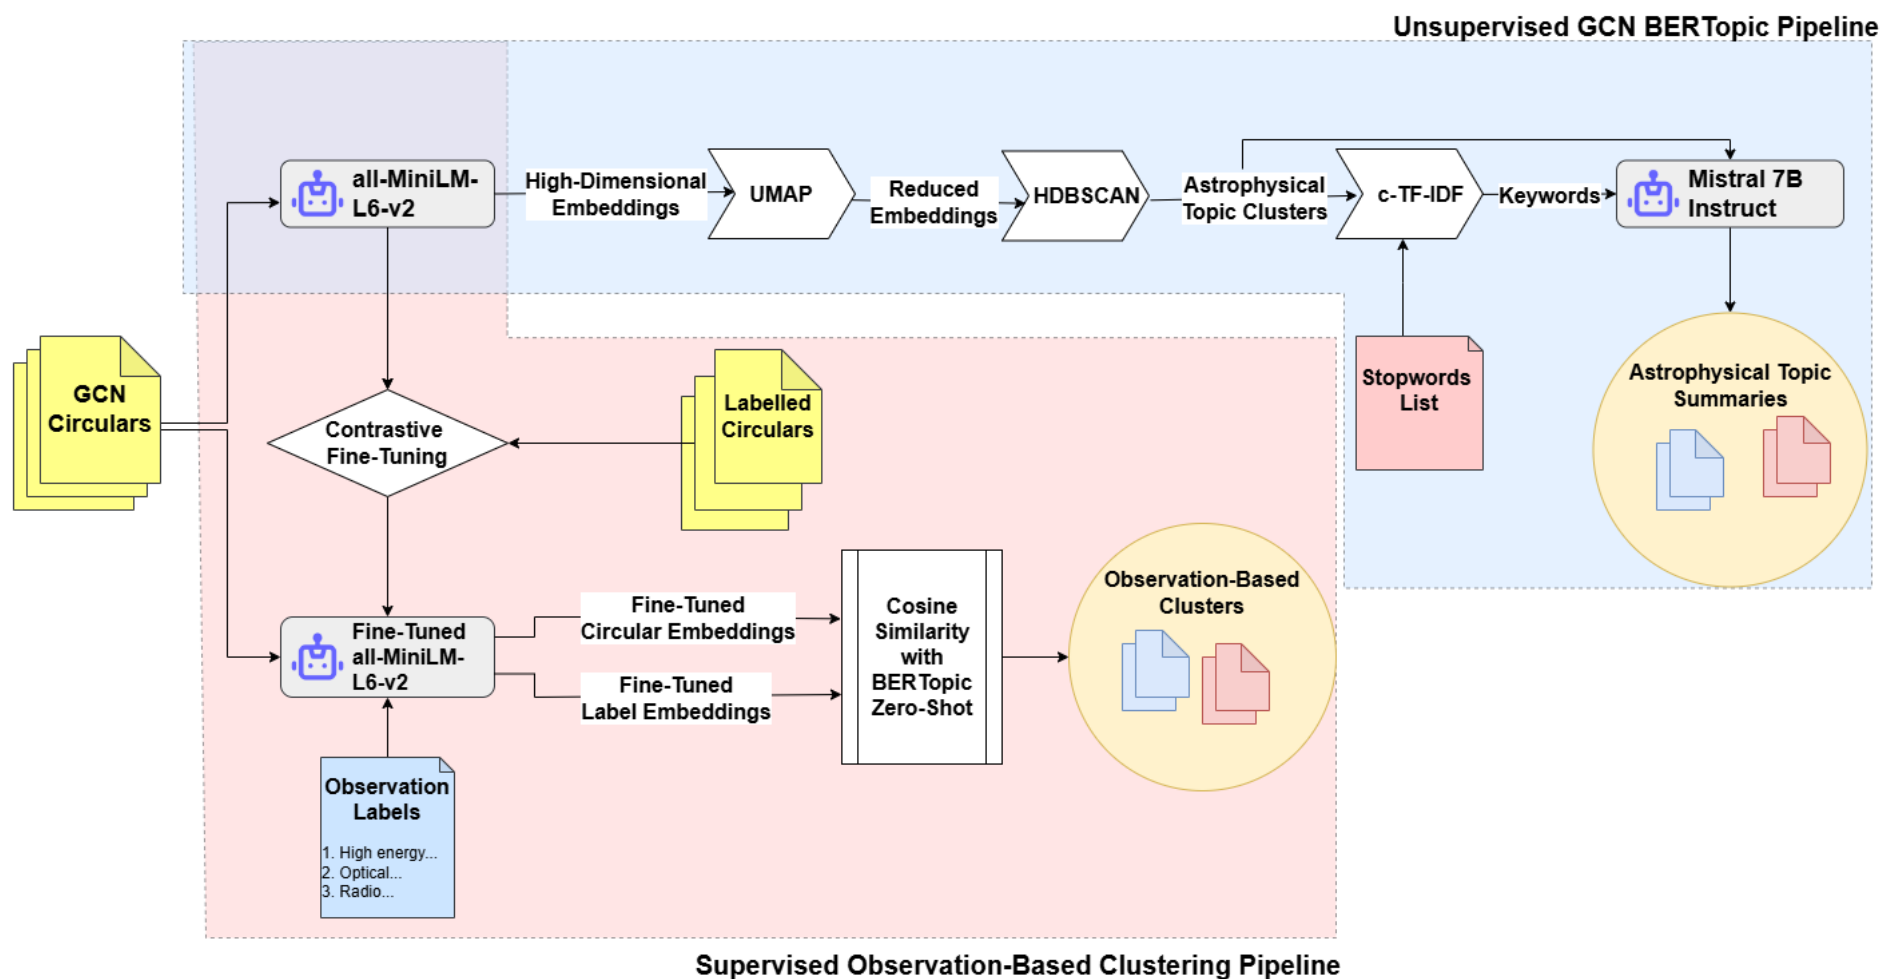 Unsupervised GCN BERTopic Pipeline
all-MiniLM-
L6-v2
High-Dimensional
Embeddings
UMAP
Reduced
Embeddings
HDBSCAN
Astrophysical
Topic Clusters
c-TF-IDF
Keywords
Mistral 7B
Instruct
GCN
Circulars
Contrastive
Fine-Tuning
Labelled
Circulars
Stopwords
List
Astrophysical Topic
Summaries
Fine-Tuned
all-MiniLM-
L6-v2
Fine-Tuned
Circular Embeddings
Fine-Tuned
Label Embeddings
Cosine
Similarity
with
BERTopic
Zero-Shot
Observation-Based
Clusters
Observation
Labels
1. High energy...
2. Optical...
3. Radio...
Supervised Observation-Based Clustering Pipeline